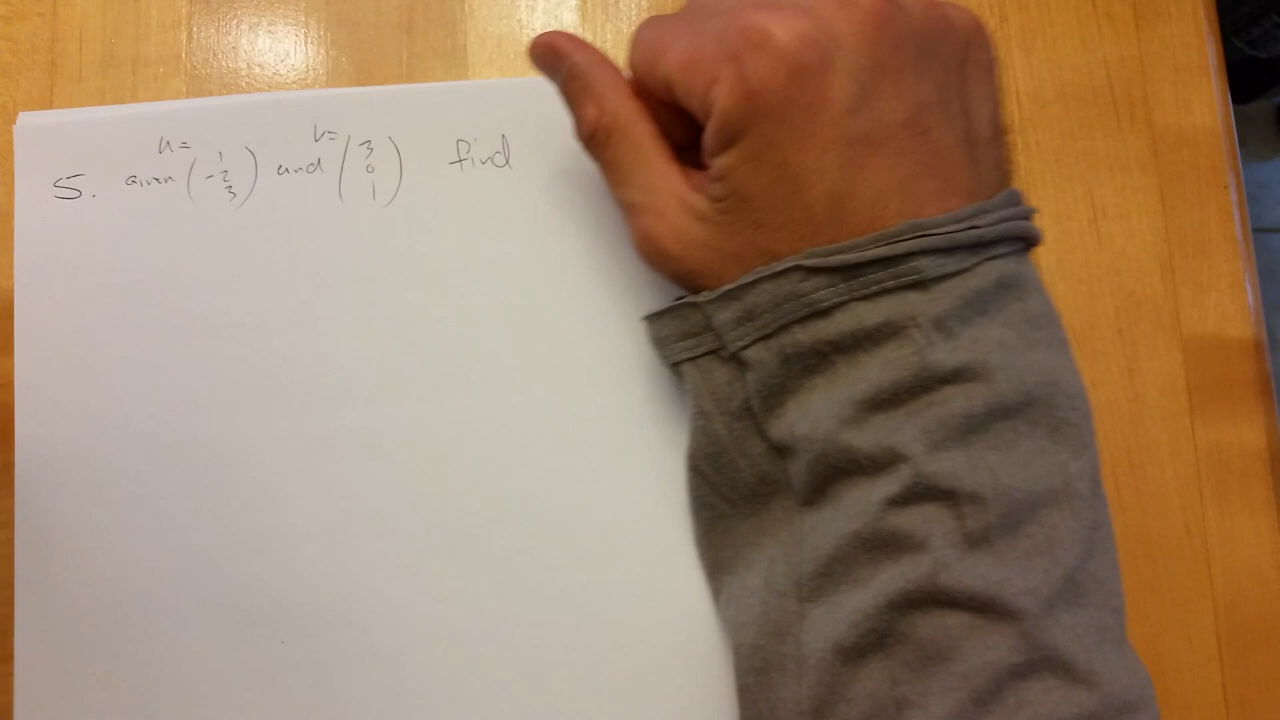 u= v=
5. given (1 -2 3) and (3 0 1) find